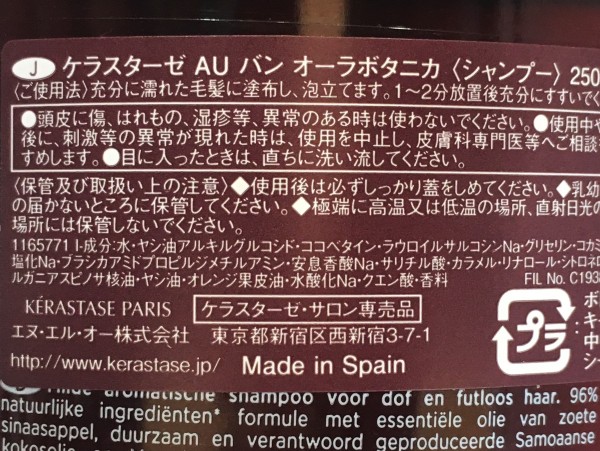 J ケラスターゼ AU バン オーラボタニカ〈シャンプー〉250
〈ご使用法〉充分に濡れた毛髪に塗布し、泡立てます。1〜2分放置後充分にすすいでく
●頭皮に傷、はれもの、湿疹等、異常のある時は使わないでください。●使用中や
後に、刺激等の異常が現れた時は、使用を中止し、皮膚科専門医等へご相談
すめします。●目に入ったときは、直ちに洗い流してください。
〈保管及び取扱い上の注意〉◆使用後は必ずしっかり蓋をしめてください。◆乳幼
の届かないところに保管してください。◆極端に高温又は低温の場所、直射日光の
場所には保管しないでください。
1165771 I-成分:水・ヤシ油アルキルグルコシド・ココベタイン・ラウロイルサルコシンNa・グリセリン・コカミ
塩化Na・ブラシカアミドプロピルジメチルアミン・安息香酸Na・サリチル酸・カラメル・リナロール・シトロネロ
ルガニアスピノサ核油・ヤシ油・オレンジ果皮油・水酸化Na・クエン酸・香料
FIL No. C1938
KÉRASTASE PARIS ケラスターゼ・サロン専売品
エヌ・エル・オー株式会社 東京都新宿区西新宿3-7-1
http://www.kerastase.jp/ Made in Spain
プラ
ボ
キ
中
シー
aromatische shampoo voor dof en futloos haar. 96%
natuurlijke ingrediënten* formule met essentiële olie van zoete
sinaasappel, duurzaam en verantwoord geproduceerde Samoaanse